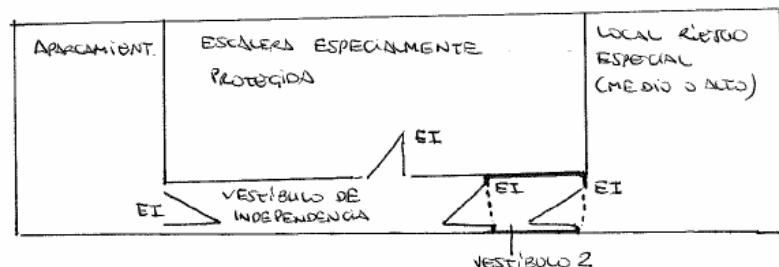 APARCAMIENT.
ESCALERA ESPECIALMENTE
PROTEGIDA
LOCAL RIESGO
ESPECIAL
(MEDIO O ALTO)
EI
EI
VESTÍBULO DE
INDEPENDENCIA
EI
EI
VESTÍBULO 2